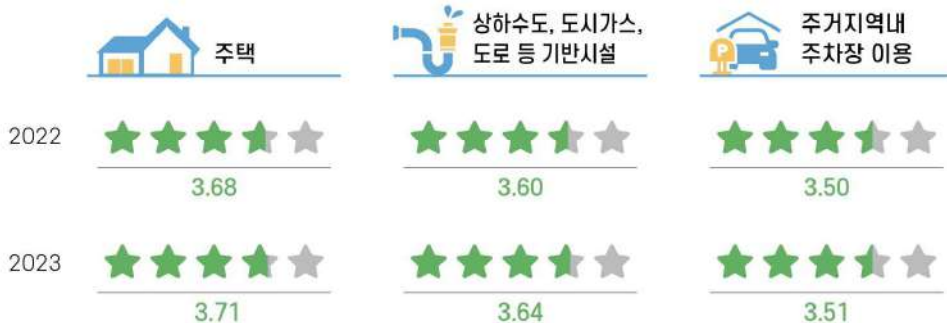 주택
상하수도, 도시가스,
도로 등 기반시설
주거지역내
주차장 이용
P
2022
3.68
3.60
3.50
2023
3.71
3.64
3.51